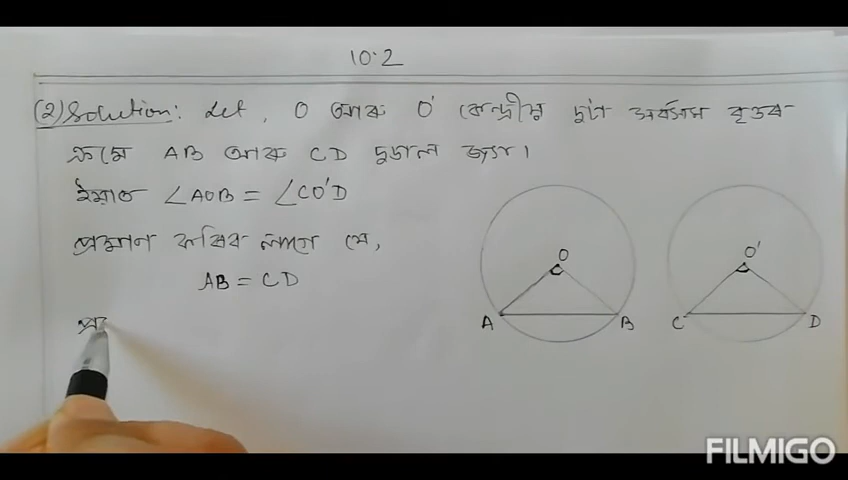 10.2
(2) Solution: Let, O আৰু O' কেন্দ্ৰীয় দুটা সৰ্বসম বৃত্তৰ
ক্ৰমে AB আৰু CD দুডাল জ্যা।
ইয়াত ∠AOB = ∠CO'D
প্ৰমাণ কৰিব লাগে যে,
AB = CD
প্ৰ
O
A
B
O'
C
D
FILMIGO